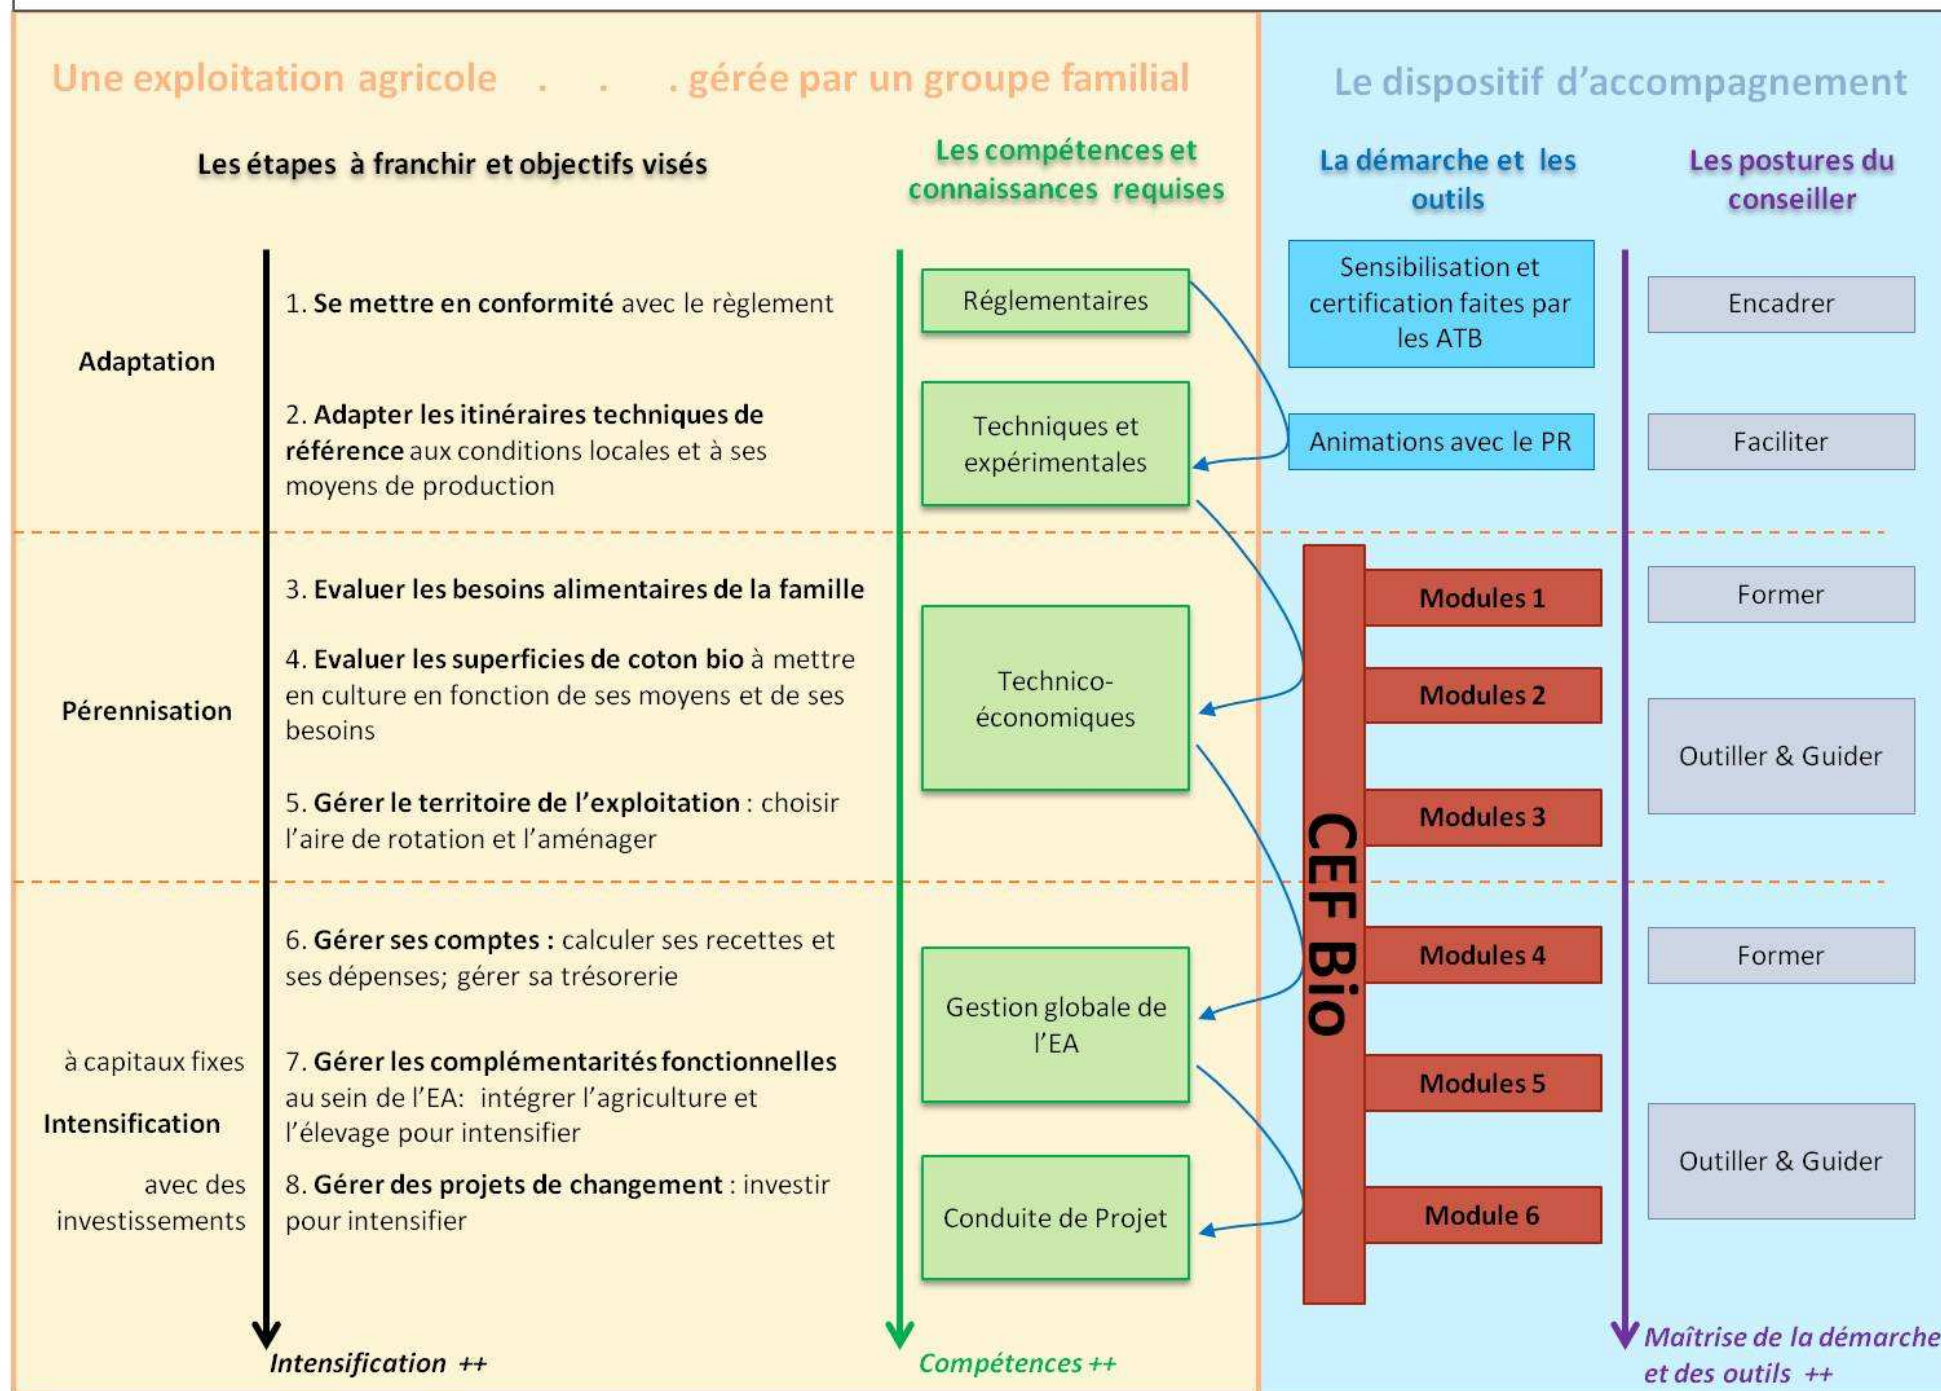 Une exploitation agricole . . . gérée par un groupe familial
Le dispositif d'accompagnement
Les étapes à franchir et objectifs visés
Les compétences et
connaissances requises
La démarche et les
outils
Les postures du
conseiller
Adaptation
1. Se mettre en conformité avec le règlement
Réglementaires
Sensibilisation et
certification faites par
les ATB
Encadrer
2. Adapter les itinéraires techniques de
référence aux conditions locales et à ses
moyens de production
Techniques et
expérimentales
Animations avec le PR
Faciliter
Pérennisation
3. Evaluer les besoins alimentaires de la famille
4. Evaluer les superficies de coton bio à mettre
en culture en fonction de ses moyens et de ses
besoins
5. Gérer le territoire de l'exploitation : choisir
l'aire de rotation et l'aménager
Technico-
économiques
CEF Bio
Modules 1
Modules 2
Modules 3
Former
Outiller & Guider
à capitaux fixes
Intensification
avec des
investissements
6. Gérer ses comptes : calculer ses recettes et
ses dépenses; gérer sa trésorerie
7. Gérer les complémentarités fonctionnelles
au sein de l'EA: intégrer l'agriculture et
l'élevage pour intensifier
8. Gérer des projets de changement : investir
pour intensifier
Gestion globale de
l'EA
Conduite de Projet
Modules 4
Modules 5
Module 6
Former
Outiller & Guider
Intensification ++
Compétences ++
Maîtrise de la démarche
et des outils ++